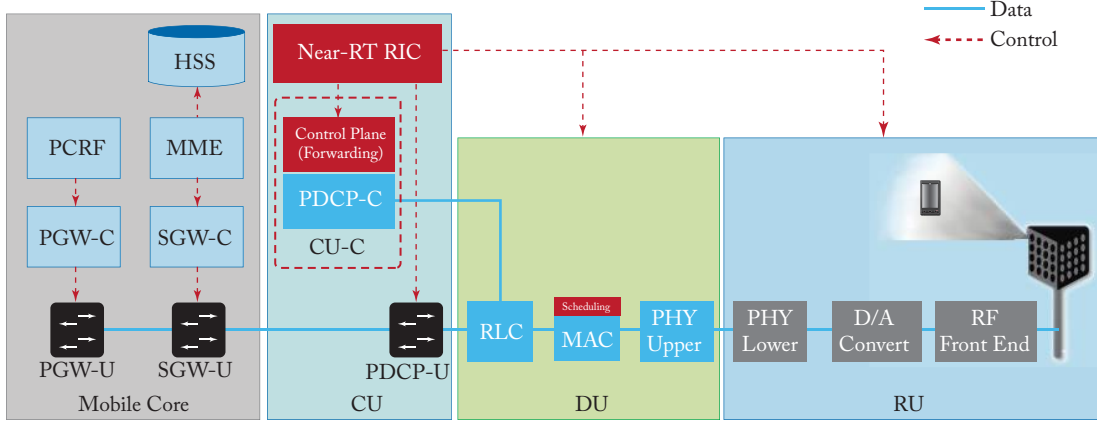 Data
Control
HSS
PCRF
MME
PGW-C
SGW-C
PGW-U
SGW-U
Mobile Core
Near-RT RIC
Control Plane
(Forwarding)
PDCP-C
CU-C
PDCP-U
CU
RLC
Scheduling
MAC
PHY
Upper
DU
PHY
Lower
D/A
Convert
RF
Front End
RU